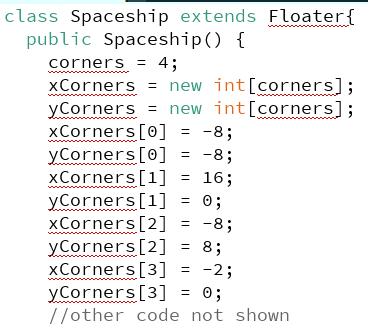 class Spaceship extends Floater{
public Spaceship() {
corners = 4;
xCorners = new int[corners];
yCorners = new int[corners];
xCorners[0] = -8;
yCorners[0] = -8;
xCorners[1] = 16;
yCorners[1] = 0;
xCorners[2] = -8;
yCorners[2] = 8;
xCorners[3] = -2;
yCorners[3] = 0;
//other code not shown